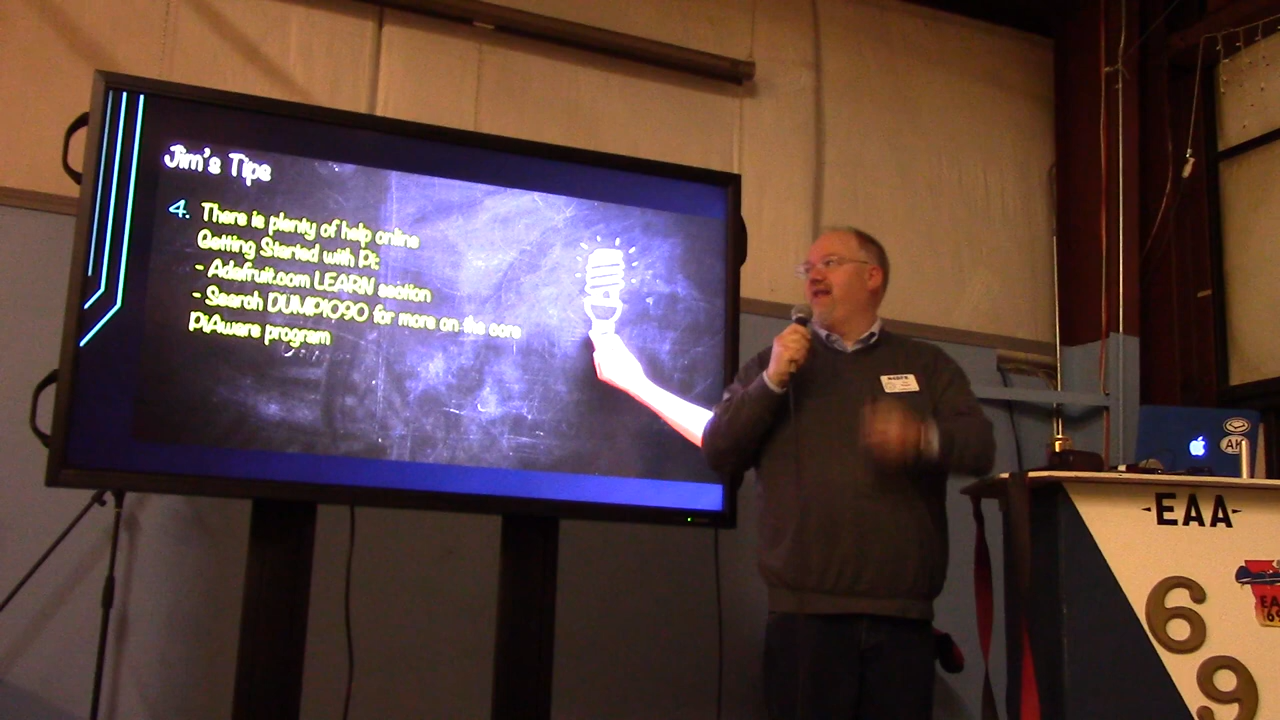 Jim's Tips
4. There is plenty of help online
Getting Started with Pi:
- Adafruit.com LEARN section
- Search DUMP1090 for more on the core
PiAware program
AK
EAA
69